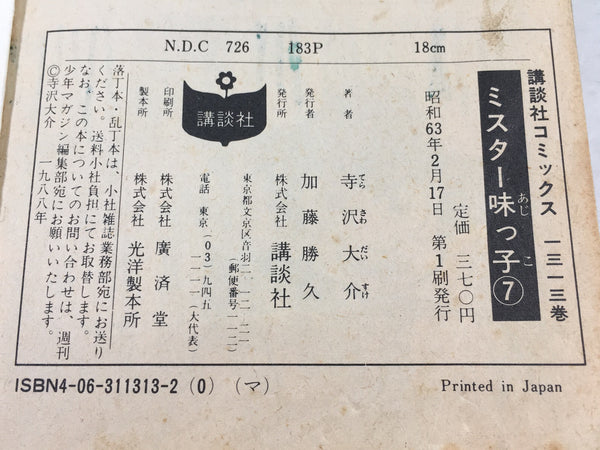 N.D.C 726 183P 18cm
講談社コミックス 一三一三巻
ミスター味っ子⑦
あじ こ
定価 三七〇円
昭和63年2月17日 第1刷発行
著者 寺沢大介
てら さわ だい すけ
発行者 加藤勝久
発行所 株式会社 講談社
東京都文京区音羽二‐一二‐二一
(郵便番号一一二)
電話 東京(03)九四五‐一一一一(大代表)
講談社
印刷所 株式会社 廣済堂
製本所 株式会社 光洋製本所
落丁本・乱丁本は、小社雑誌業務部宛にお送り
ください。送料小社負担にてお取替します。
なお、この本についてのお問い合わせは、週刊
少年マガジン編集部宛にお願いいたします。
©寺沢大介 一九八八年
ISBN4-06-311313-2 (0) (マ)
Printed in Japan